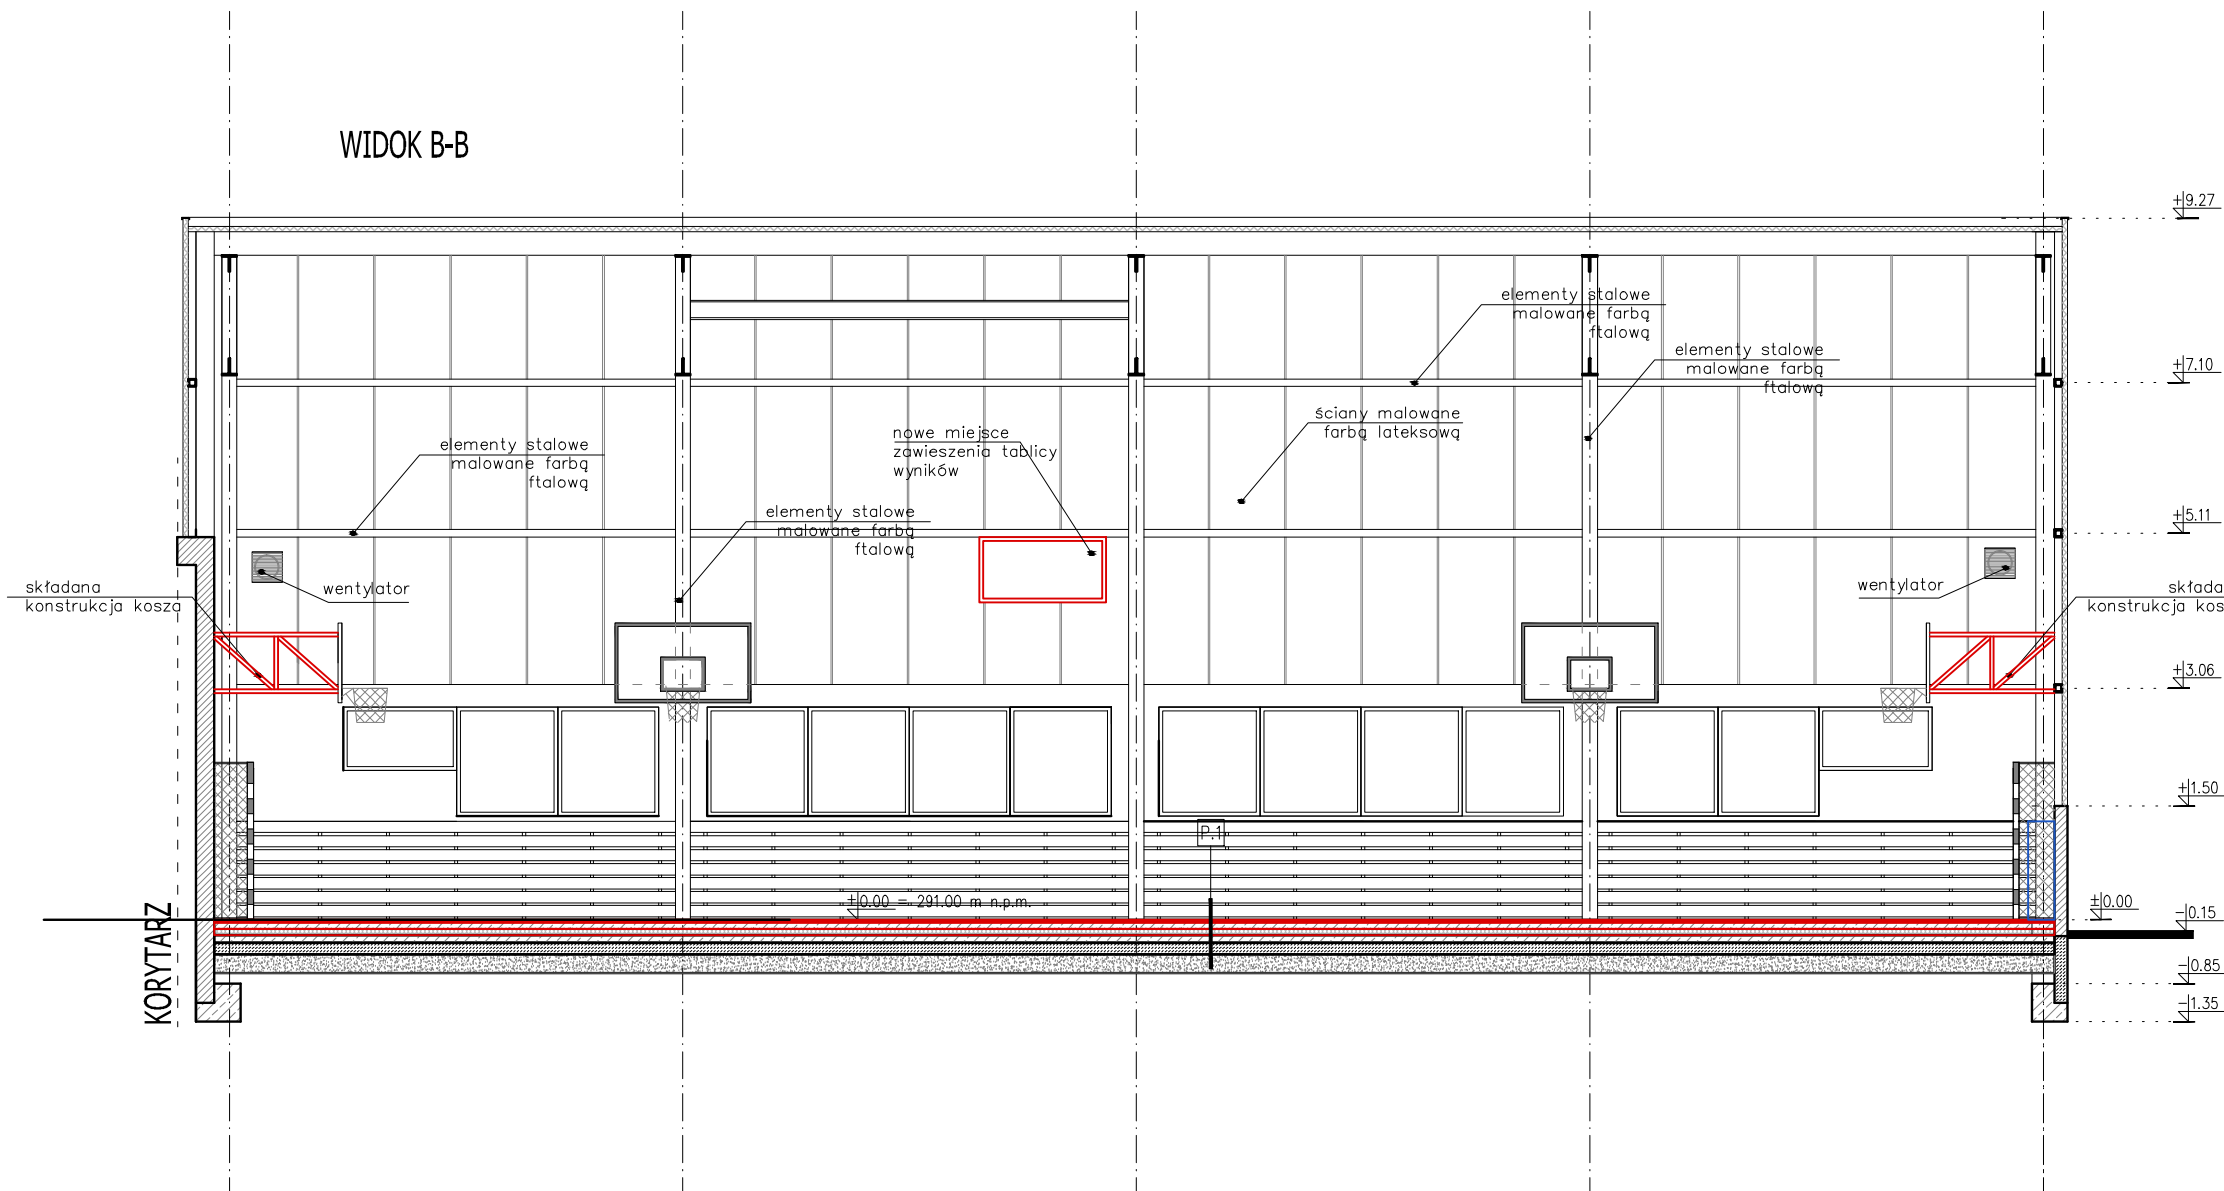 WIDOK B-B
+9.27
elementy stalowe
malowane farbą
ftalową
elementy stalowe
malowane farbą
ftalową
+7.10
ściany malowane
farbą lateksową
nowe miejsce
zawieszenia tablicy
wyników
elementy stalowe
malowane farbą
ftalową
elementy stalowe
malowane farbą
ftalową
+5.11
składana
konstrukcja kosza
wentylator
wentylator
składa
konstrukcja kos
+3.06
+1.50
P.1
±0.00 = 291.00 m n.p.m.
±0.00
-0.15
KORYTARZ
-0.85
-1.35